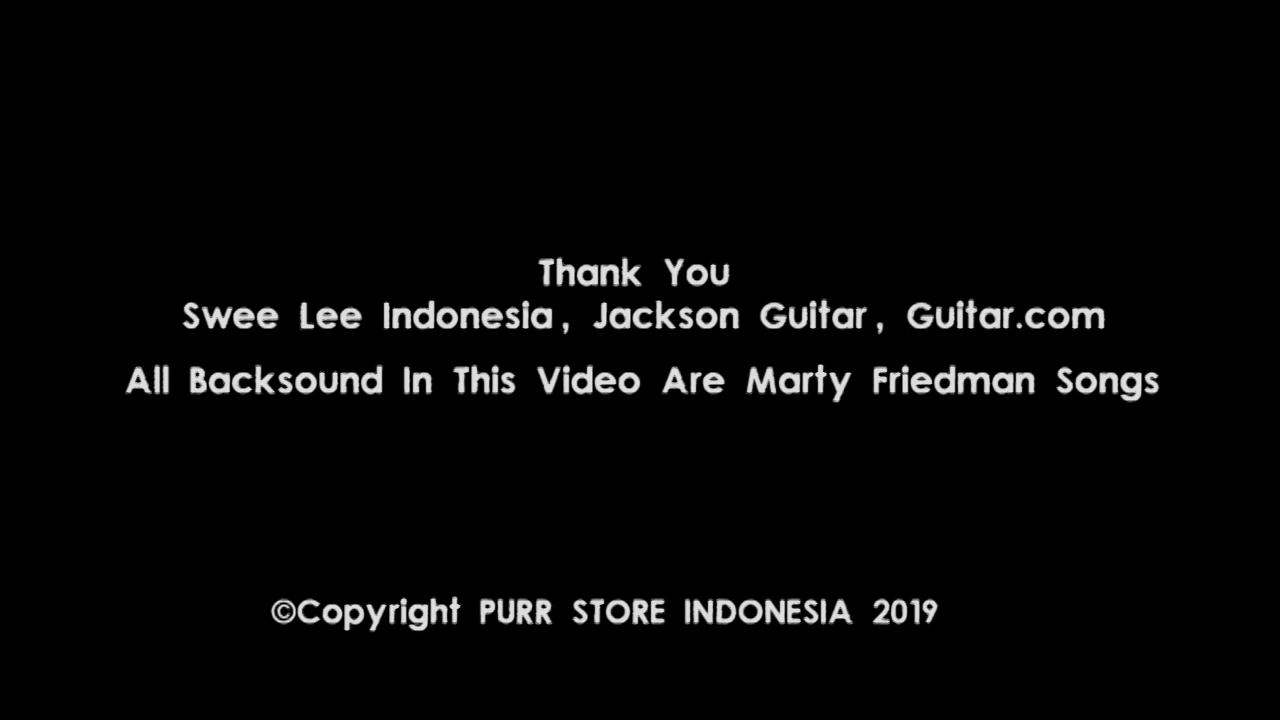 Thank You
Swee Lee Indonesia, Jackson Guitar, Guitar.com
All Backsound In This Video Are Marty Friedman Songs
©Copyright PURR STORE INDONESIA 2019